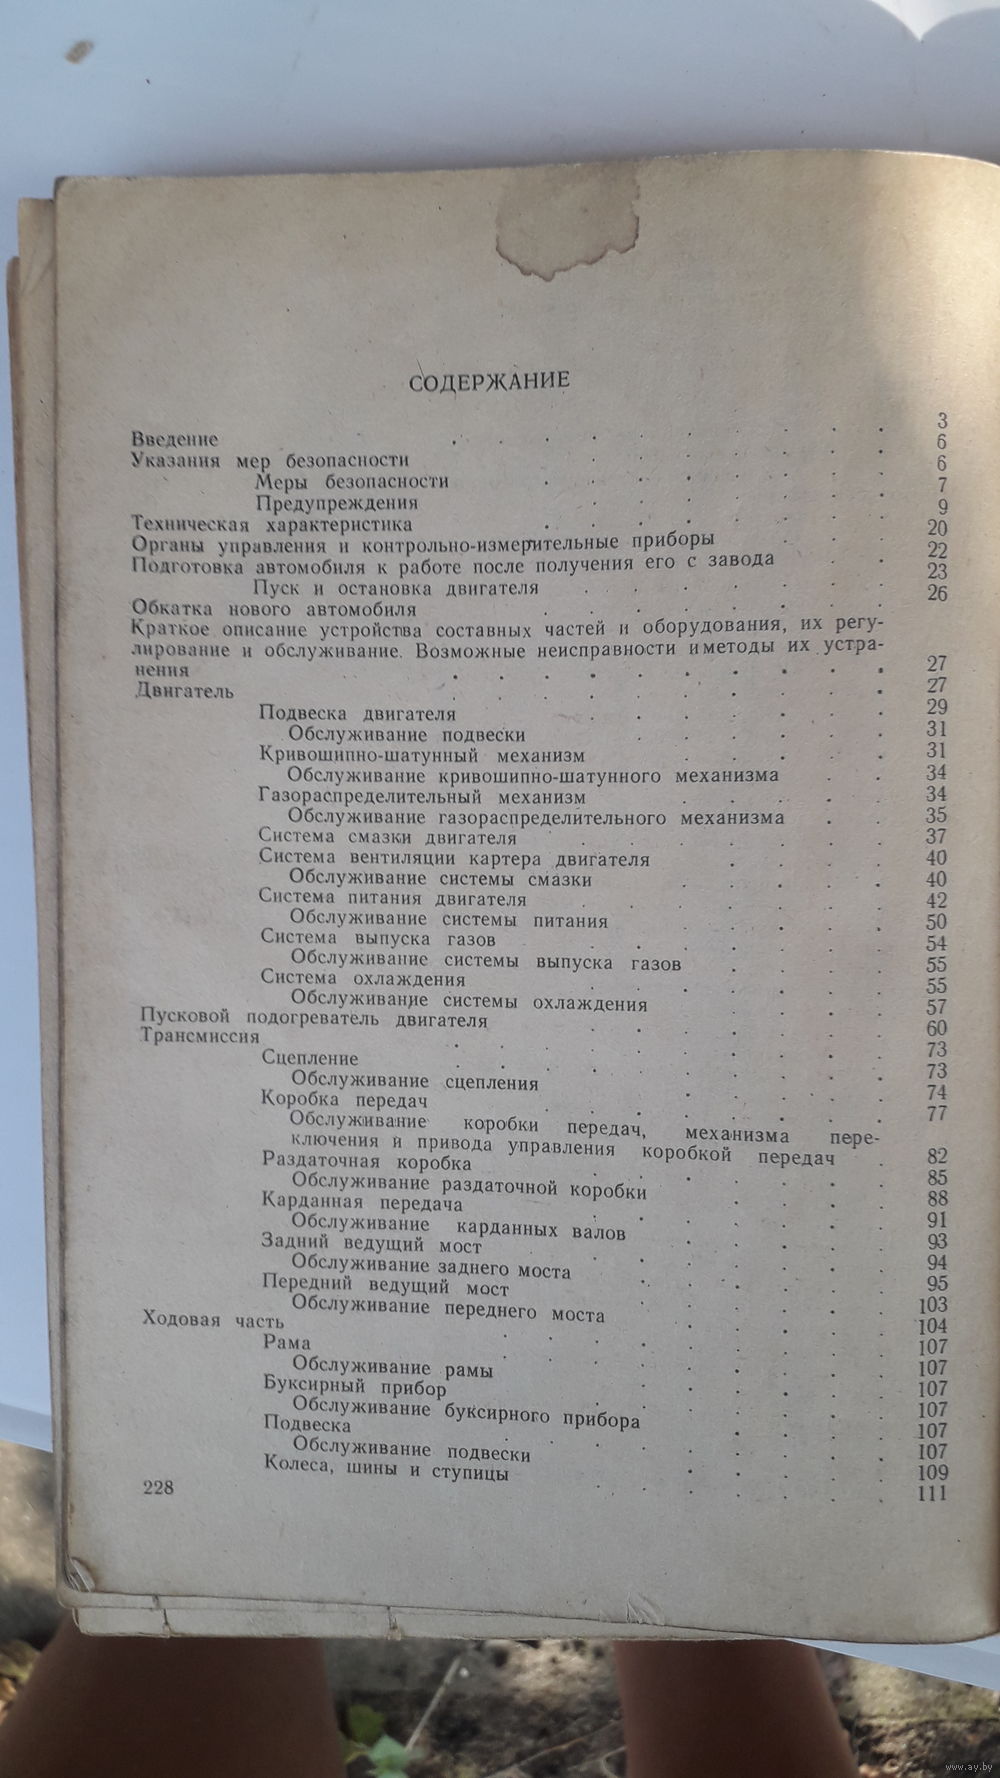 СОДЕРЖАНИЕ
Введение 3
Указания мер безопасности 6
Меры безопасности 6
Предупреждения 7
Техническая характеристика 9
Органы управления и контрольно-измерительные приборы 20
Подготовка автомобиля к работе после получения его с завода 22
Пуск и остановка двигателя 23
Обкатка нового автомобиля 26
Краткое описание устройства составных частей и оборудования, их регу-
лирование и обслуживание. Возможные неисправности и методы их устра-
нения 27
Двигатель 27
Подвеска двигателя 29
Обслуживание подвески 31
Кривошипно-шатунный механизм 31
Обслуживание кривошипно-шатунного механизма 34
Газораспределительный механизм 34
Обслуживание газораспределительного механизма 35
Система смазки двигателя 37
Система вентиляции картера двигателя 40
Обслуживание системы смазки 40
Система питания двигателя 42
Обслуживание системы питания 50
Система выпуска газов 54
Обслуживание системы выпуска газов 55
Система охлаждения 55
Обслуживание системы охлаждения 57
Пусковой подогреватель двигателя 60
Трансмиссия 73
Сцепление 73
Обслуживание сцепления 74
Коробка передач 77
Обслуживание коробки передач, механизма пере-
ключения и привода управления коробкой передач 82
Раздаточная коробка 85
Обслуживание раздаточной коробки 88
Карданная передача 91
Обслуживание карданных валов 93
Задний ведущий мост 94
Обслуживание заднего моста 95
Передний ведущий мост 103
Обслуживание переднего моста 104
Ходовая часть 107
Рама 107
Обслуживание рамы 107
Буксирный прибор 107
Обслуживание буксирного прибора 107
Подвеска 107
Обслуживание подвески 109
Колеса, шины и ступицы 111
228
www.ay.by